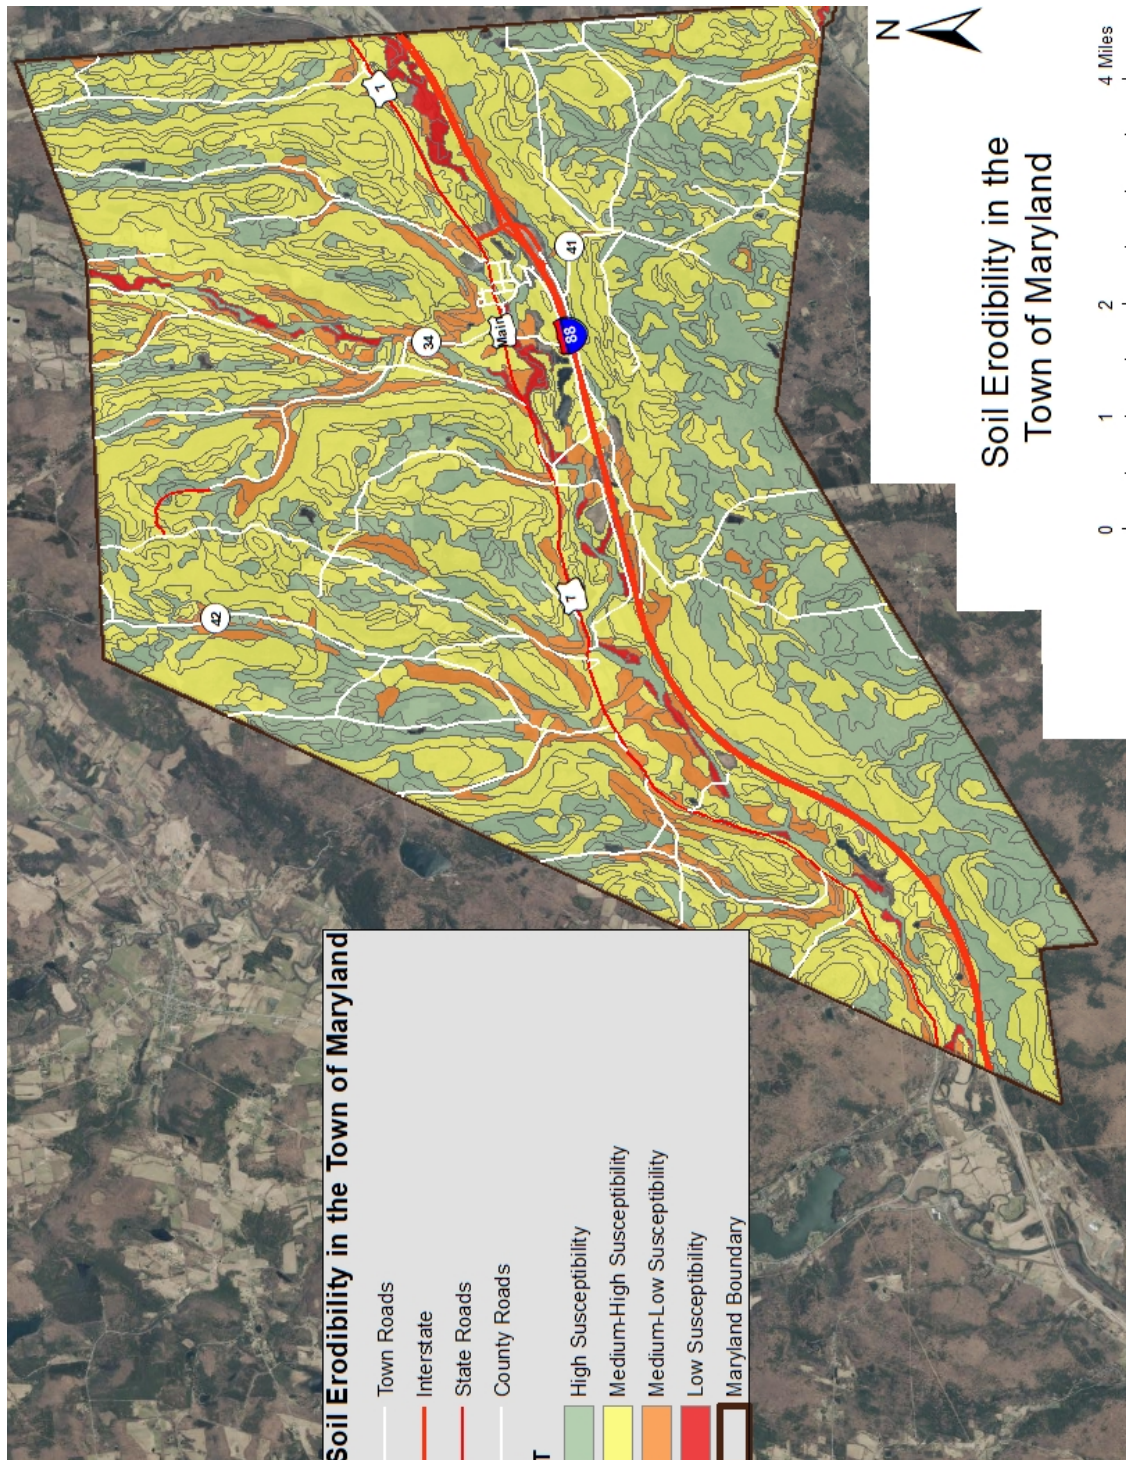 Soil Erodibility in the Town of Maryland
Town Roads
Interstate
State Roads
County Roads
T
High Susceptibility
Medium-High Susceptibility
Medium-Low Susceptibility
Low Susceptibility
Maryland Boundary
42
7
34
Main
88
41
7
N
Soil Erodibility in the
Town of Maryland
0
1
2
4 Miles